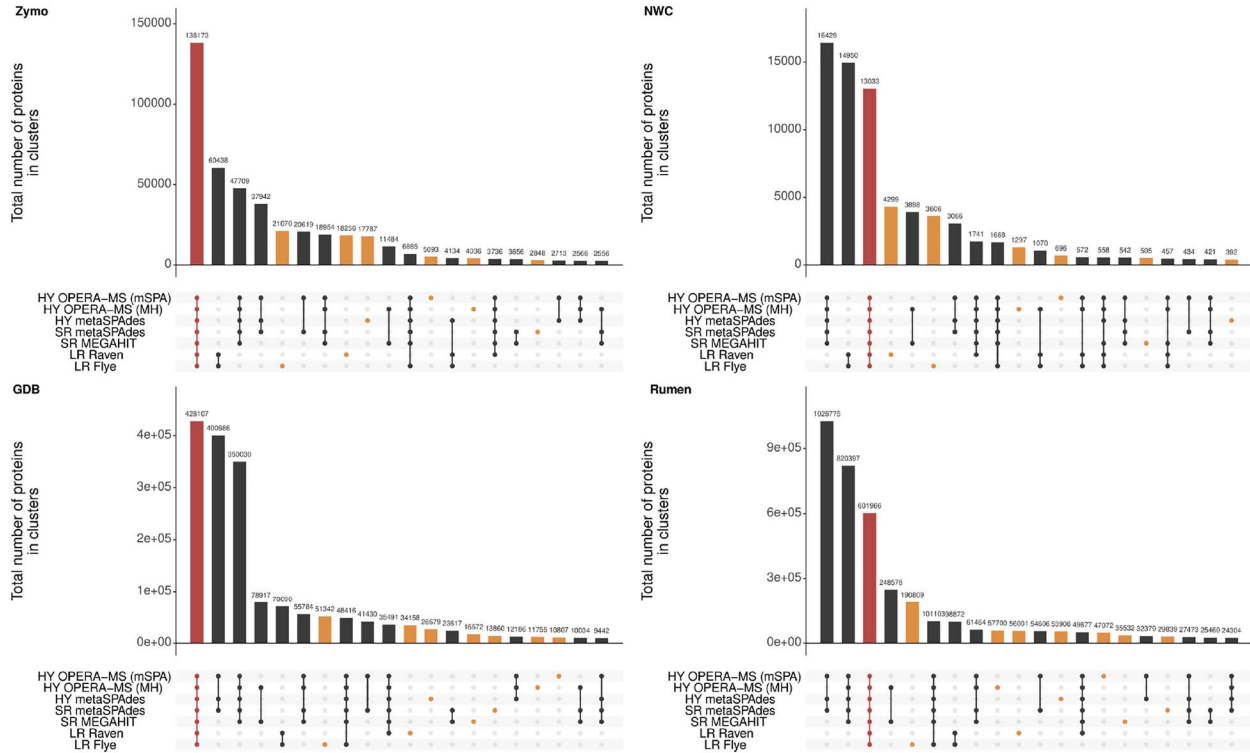 Zymo
Total number of proteins
in clusters
150000
100000
50000
0
138173
60438
47709
37942
21070
20619
18954
18256
17787
11484
6865
5093
4134
4036
3736
3656
2848
2713
2566
2556
HY OPERA−MS (mSPA)
HY OPERA−MS (MH)
HY metaSPAdes
SR metaSPAdes
SR MEGAHIT
LR Raven
LR Flye
NWC
Total number of proteins
in clusters
15000
10000
5000
0
16429
14950
13033
4299
3898
3606
3066
1741
1668
1297
1070
696
572
558
542
505
457
434
421
392
HY OPERA−MS (mSPA)
HY OPERA−MS (MH)
HY metaSPAdes
SR metaSPAdes
SR MEGAHIT
LR Raven
LR Flye
GDB
Total number of proteins
in clusters
4e+05
3e+05
2e+05
1e+05
0e+00
428107
400686
350030
78917
70090
55784
51342
48416
41430
35491
34158
26679
23617
16572
13860
12186
11755
10807
10034
9442
HY OPERA−MS (mSPA)
HY OPERA−MS (MH)
HY metaSPAdes
SR metaSPAdes
SR MEGAHIT
LR Raven
LR Flye
Rumen
Total number of proteins
in clusters
9e+05
6e+05
3e+05
0e+00
1026775
820397
601966
248578
190809
101103
98872
61464
57700
56001
54606
53906
49677
47072
35532
32379
29839
27473
25460
24304
HY OPERA−MS (mSPA)
HY OPERA−MS (MH)
HY metaSPAdes
SR metaSPAdes
SR MEGAHIT
LR Raven
LR Flye